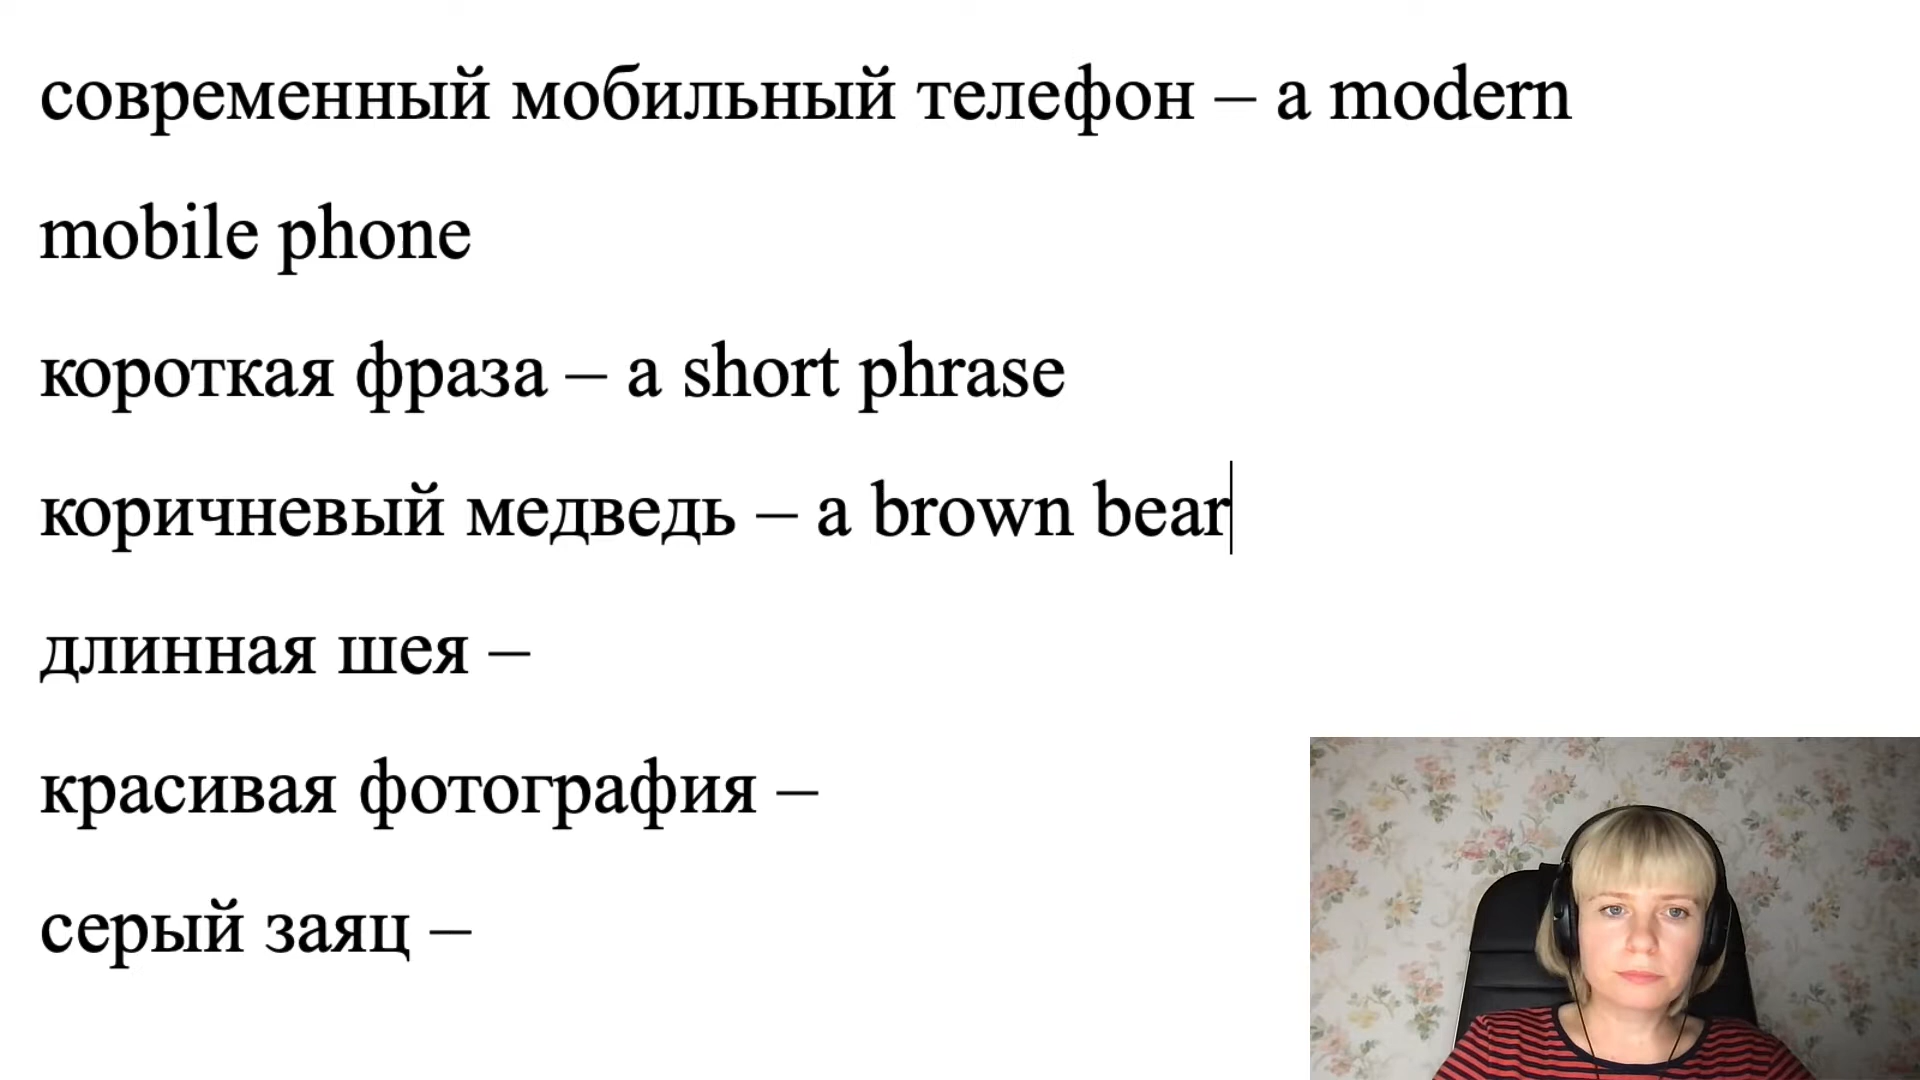 современный мобильный телефон – a modern
mobile phone
короткая фраза – a short phrase
коричневый медведь – a brown bear
длинная шея –
красивая фотография –
серый заяц –